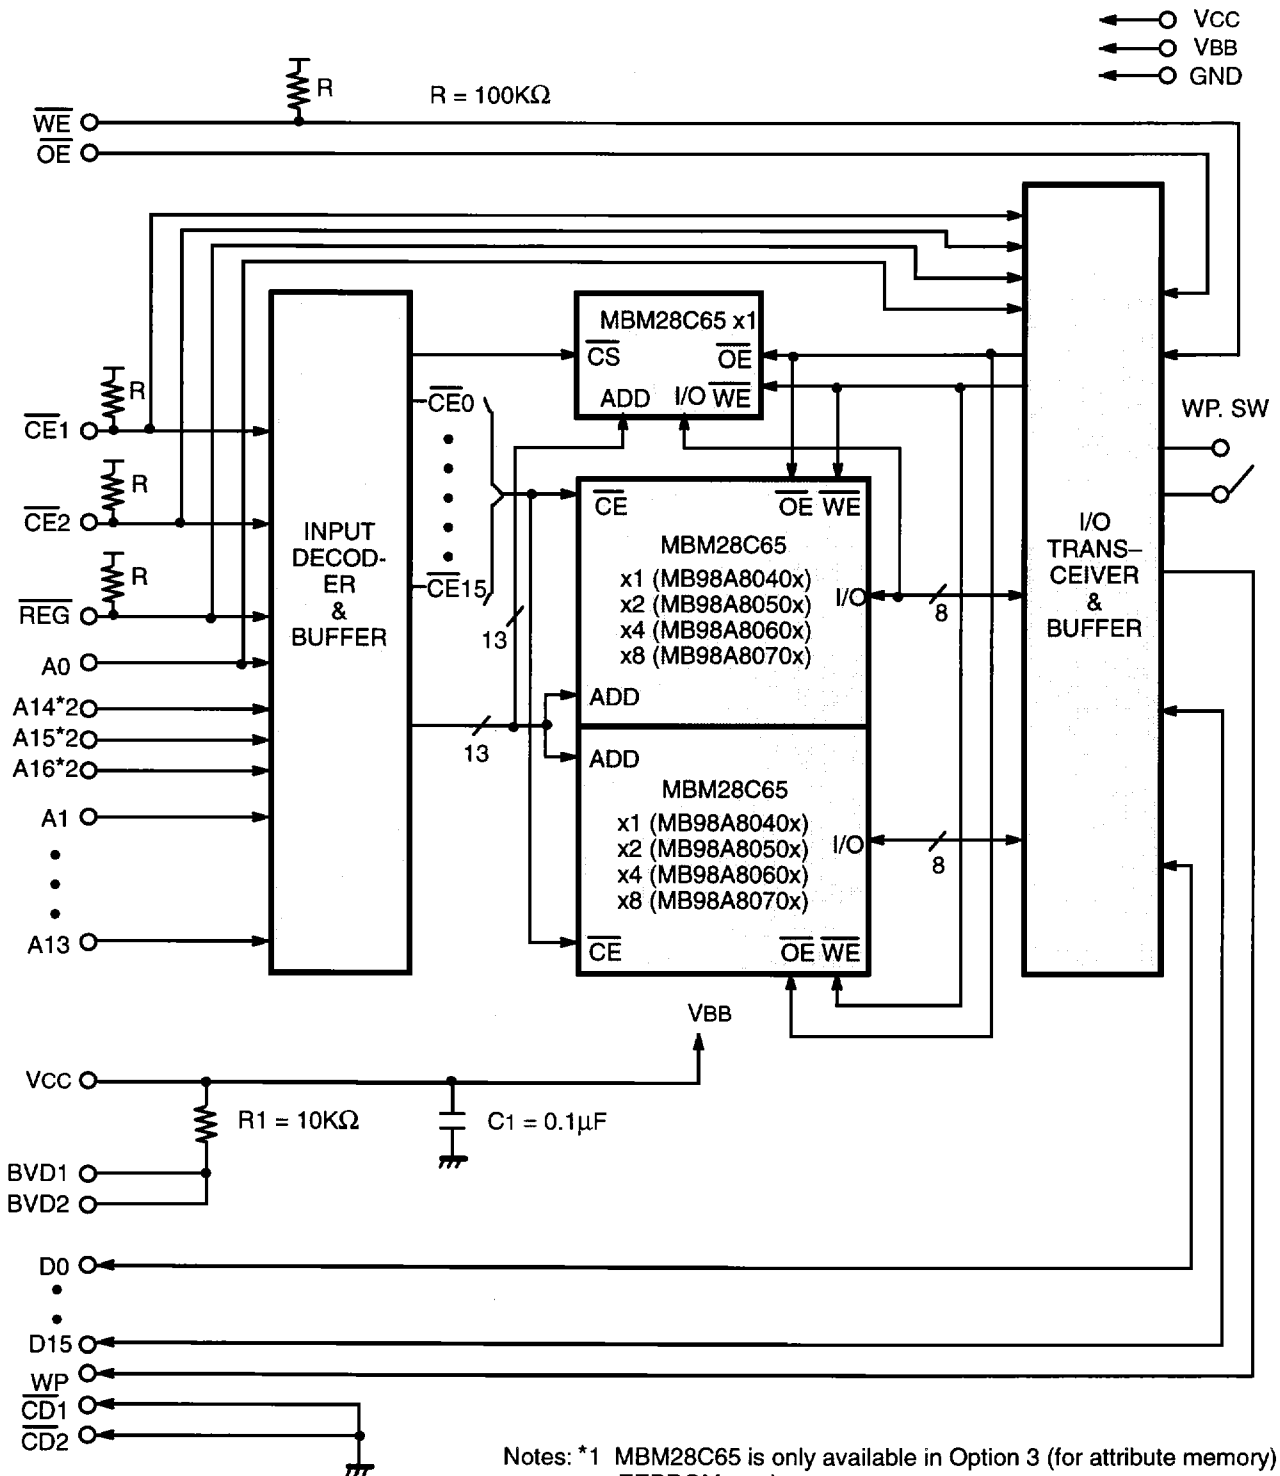 VCC
VBB
GND
R
R = 100KΩ
WE
OE
MBM28C65 x1
CS
OE
ADD
I/O
WE
R
CE1
CE0
WP. SW
R
CE2
CE
OE
WE
INPUT
DECOD-
ER
&
BUFFER
MBM28C65
x1 (MB98A8040x)
x2 (MB98A8050x)
x4 (MB98A8060x)
x8 (MB98A8070x)
I/O
8
I/O
TRANS–
CEIVER
&
BUFFER
R
CE15
REG
13
A0
ADD
A14*2
A15*2
A16*2
13
ADD
MBM28C65
x1 (MB98A8040x)
x2 (MB98A8050x)
x4 (MB98A8060x)
x8 (MB98A8070x)
I/O
8
A1
A13
CE
OE
WE
VBB
VCC
R1 = 10KΩ
C1 = 0.1µF
BVD1
BVD2
D0
D15
WP
CD1
CD2
Notes: *1 MBM28C65 is only available in Option 3 (for attribute memory)